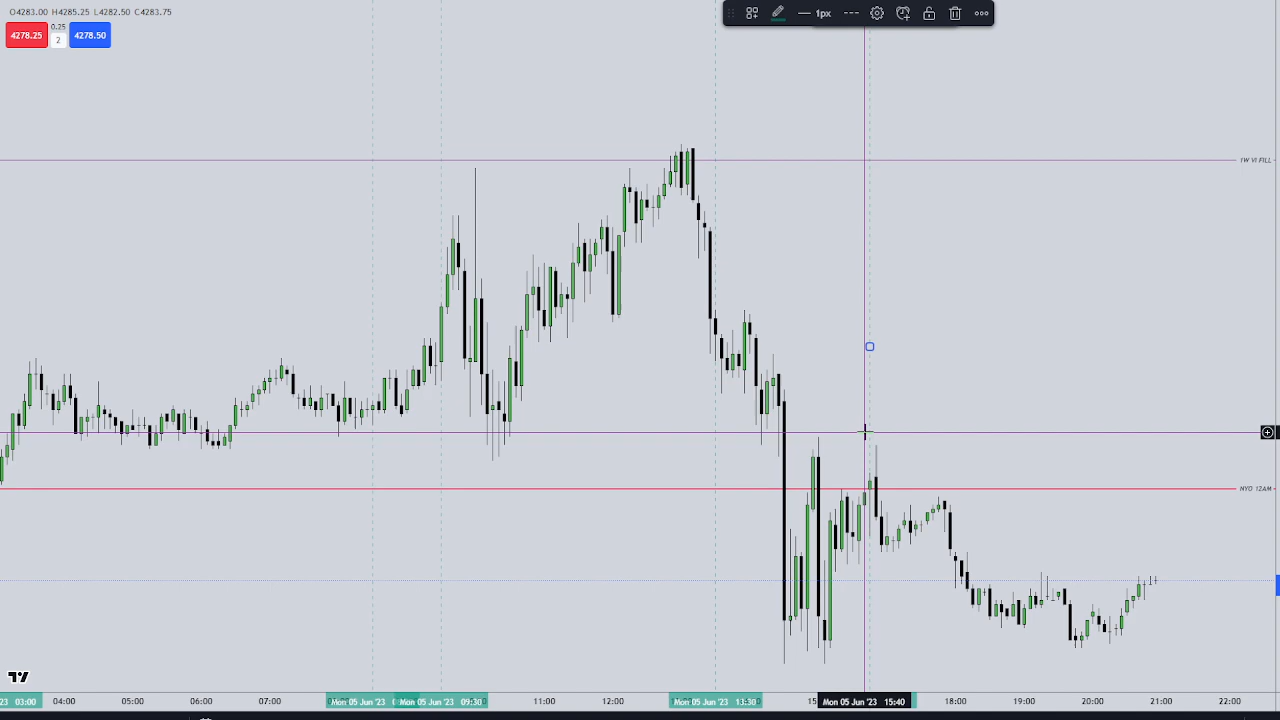 O4283.00 H4285.25 L4282.50 C4283.75
4278.25 0.25 2 4278.50
1px
1W VI FILL
NYO 12AM
23 03:00 04:00 05:00 06:00 07:00 Mon 05 Jun '23 Mon 05 Jun '23 09:30 11:00 12:00 Mon 05 Jun '23 13:30 Mon 05 Jun '23 15:40 18:00 19:00 20:00 21:00 22:00